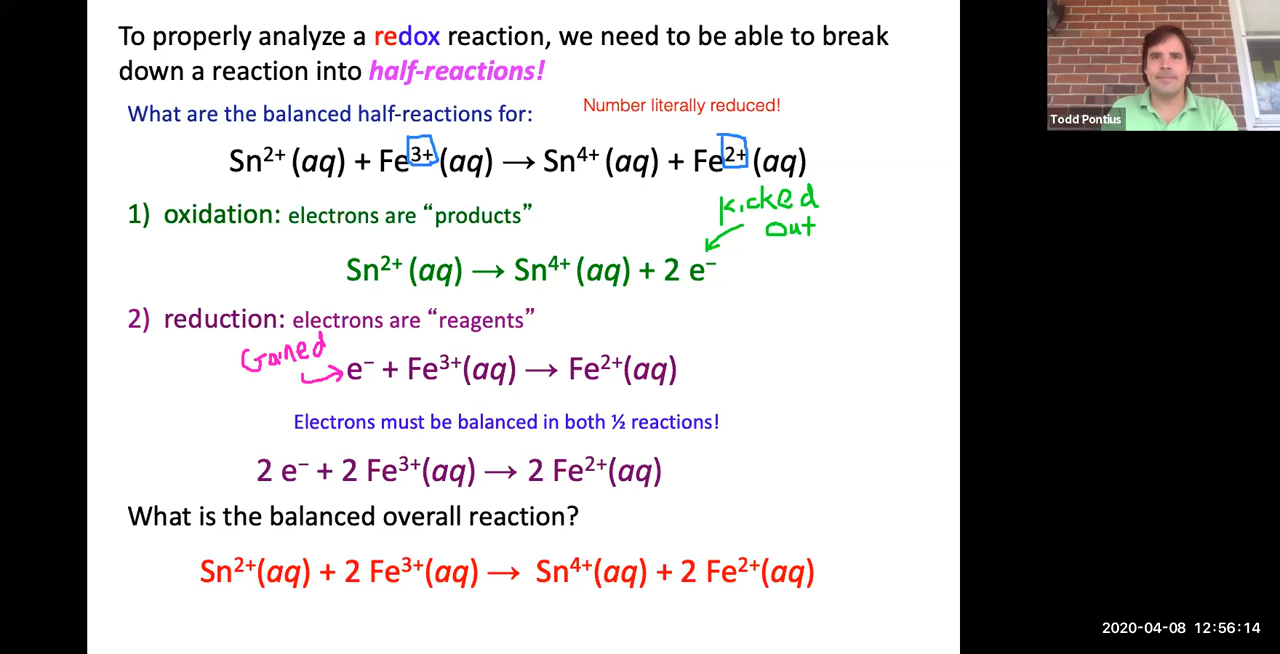 To properly analyze a redox reaction, we need to be able to break
down a reaction into half-reactions!
What are the balanced half-reactions for:
Number literally reduced!
Sn²⁺ (aq) + Fe³⁺ (aq) → Sn⁴⁺ (aq) + Fe²⁺ (aq)
1) oxidation: electrons are “products”
Kicked
out
Sn²⁺ (aq) → Sn⁴⁺ (aq) + 2 e⁻
2) reduction: electrons are “reagents”
Gained
e⁻ + Fe³⁺(aq) → Fe²⁺(aq)
Electrons must be balanced in both ½ reactions!
2 e⁻ + 2 Fe³⁺(aq) → 2 Fe²⁺(aq)
What is the balanced overall reaction?
Sn²⁺(aq) + 2 Fe³⁺(aq) → Sn⁴⁺(aq) + 2 Fe²⁺(aq)
Todd Pontius
2020-04-08 12:56:14